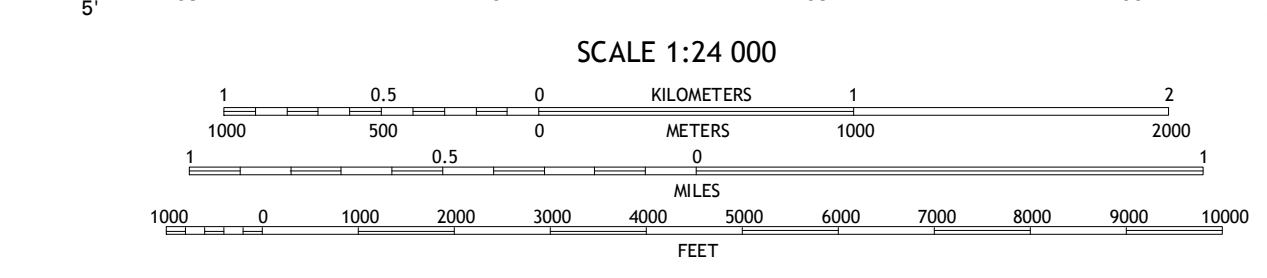 5'
SCALE 1:24 000
1 0.5 0 KILOMETERS 1 2
1000 500 0 METERS 1000 2000
1 0.5 0 1
MILES
1000 0 1000 2000 3000 4000 5000 6000 7000 8000 9000 10000
FEET